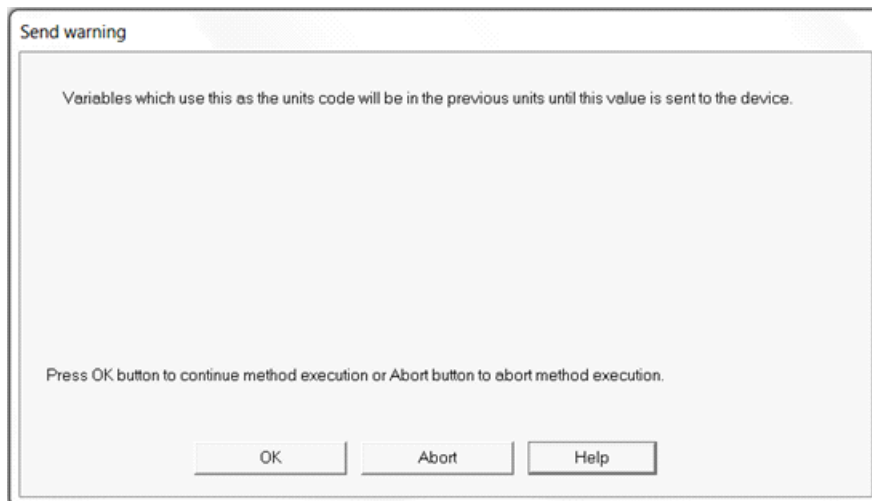 Send warning
Variables which use this as the units code will be in the previous units until this value is sent to the device.
Press OK button to continue method execution or Abort button to abort method execution.
OK Abort Help